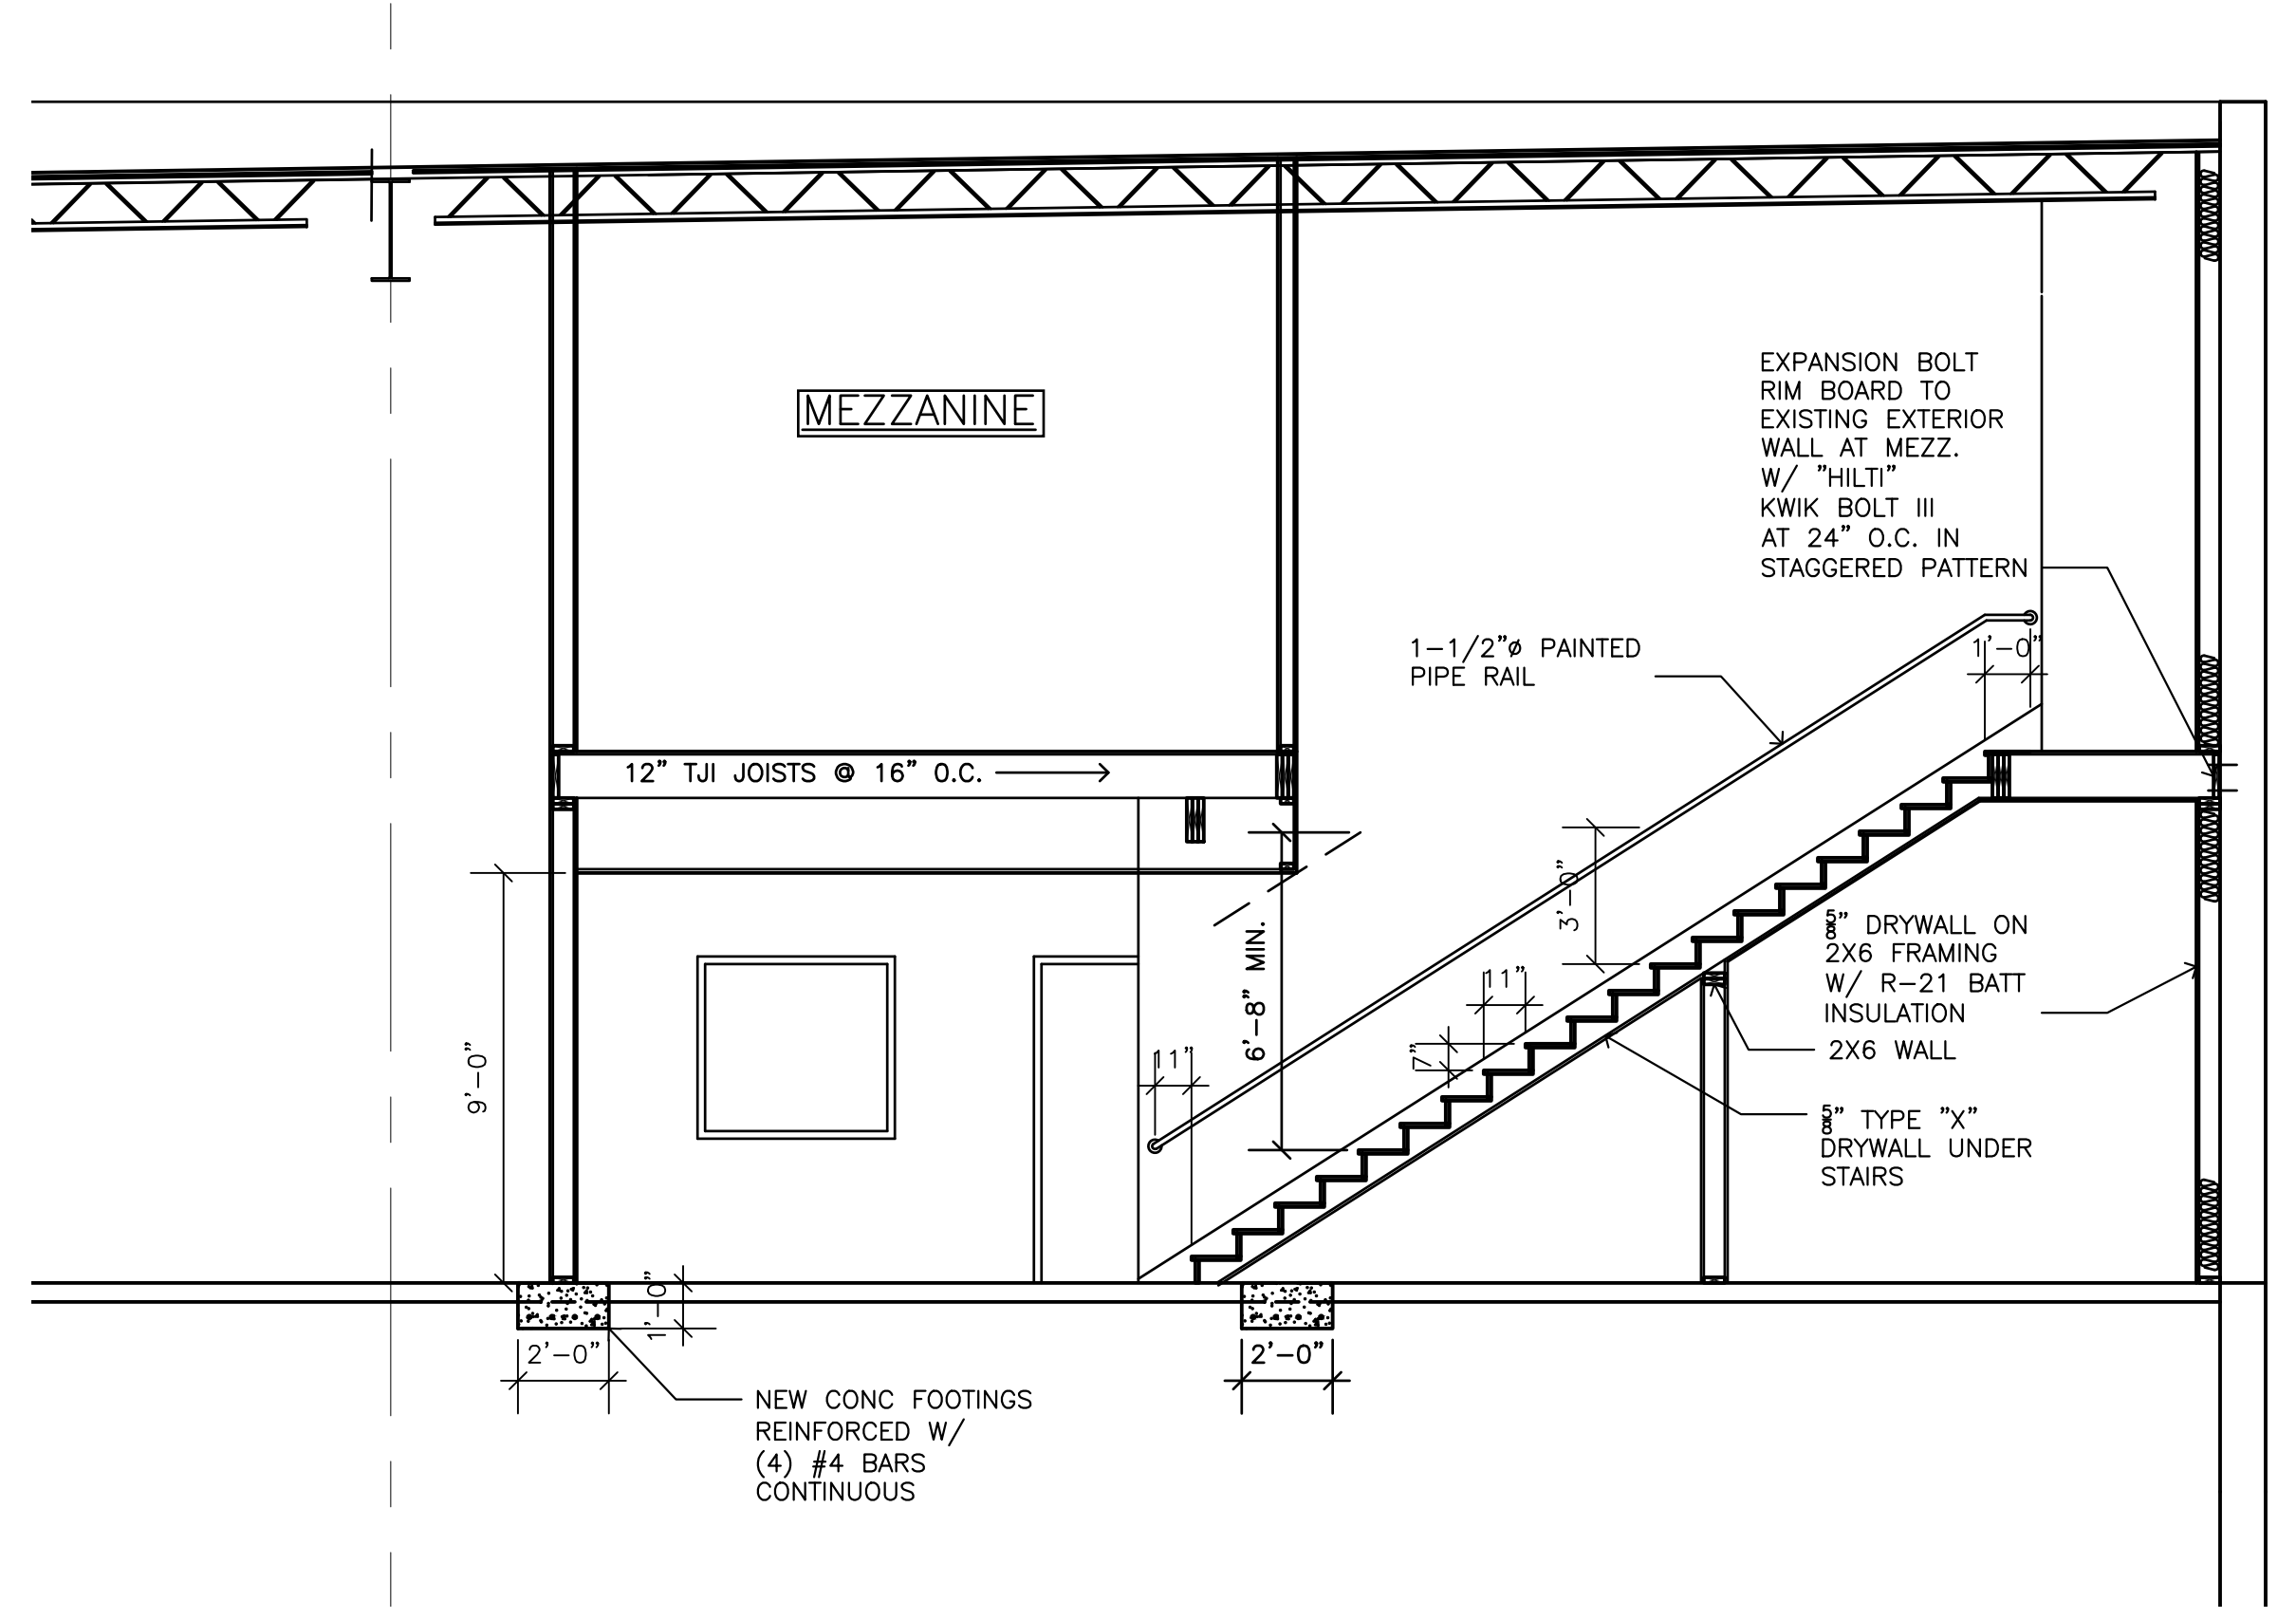 EXPANSION BOLT
RIM BOARD TO
EXISTING EXTERIOR
WALL AT MEZZ.
W/ "HILTI"
KWIK BOLT III
AT 24" O.C. IN
STAGGERED PATTERN
MEZZANINE
1-1/2"ø PAINTED
PIPE RAIL
1'-0"
12" TJI JOISTS @ 16" O.C.
3'-0"
6'-8" MIN.
11"
7"
11"
9'-0"
5/8" DRYWALL ON
2X6 FRAMING
W/ R-21 BATT
INSULATION
2X6 WALL
5/8" TYPE "X"
DRYWALL UNDER
STAIRS
1'-0"
2'-0"
2'-0"
NEW CONC FOOTINGS
REINFORCED W/
(4) #4 BARS
CONTINUOUS